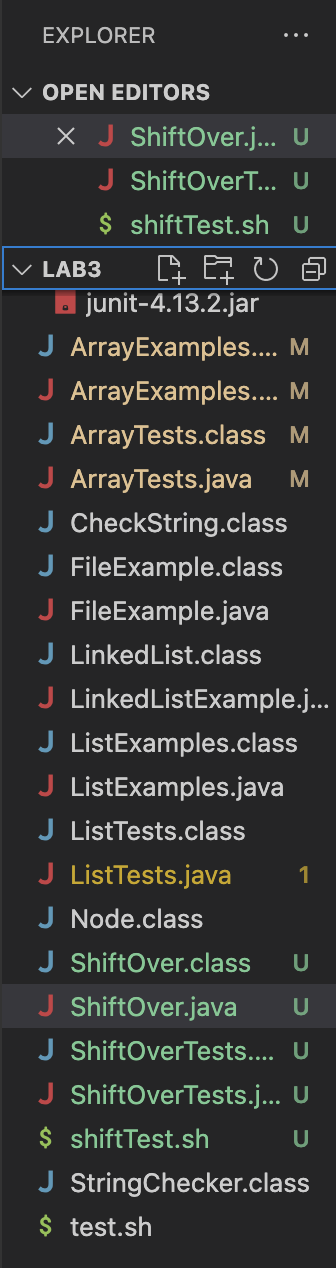 EXPLORER ...
OPEN EDITORS
J ShiftOver.j... U
J ShiftOverT... U
$ shiftTest.sh U
LAB3
junit-4.13.2.jar
J ArrayExamples.... M
J ArrayExamples.... M
J ArrayTests.class M
J ArrayTests.java M
J CheckString.class
J FileExample.class
J FileExample.java
J LinkedList.class
J LinkedListExample.j...
J ListExamples.class
J ListExamples.java
J ListTests.class
J ListTests.java 1
J Node.class
J ShiftOver.class U
J ShiftOver.java U
J ShiftOverTests.... U
J ShiftOverTests.j... U
$ shiftTest.sh U
J StringChecker.class
$ test.sh